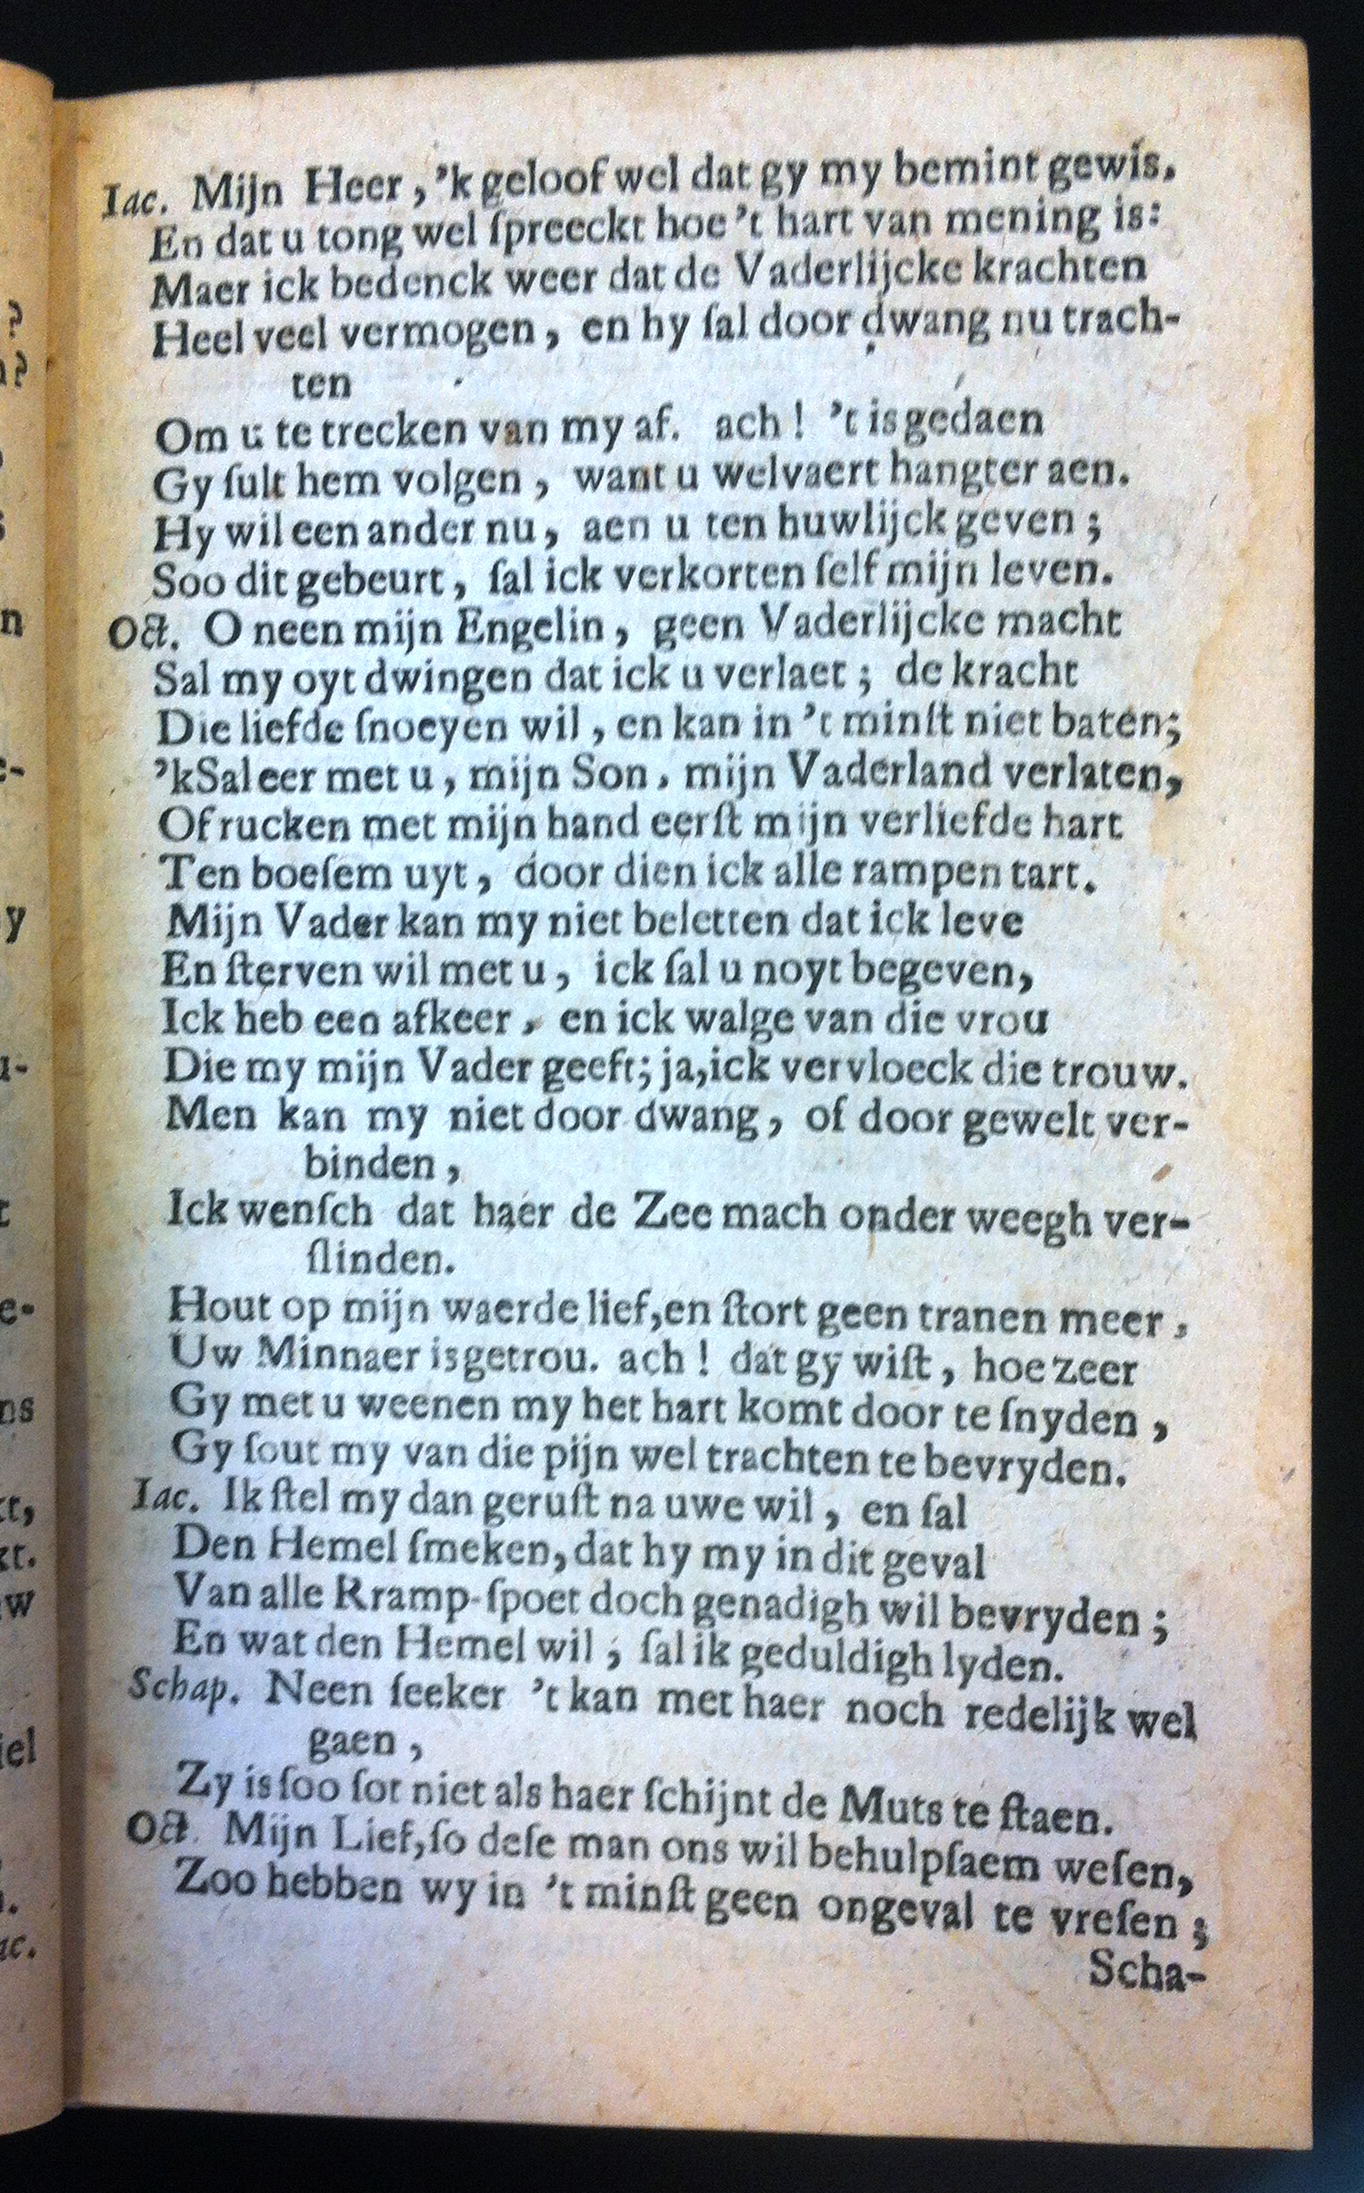 Iac. Mijn Heer, 'k geloof wel dat gy my bemint gewis.
En dat u tong wel ſpreeckt hoe 't hart van mening is:
Maer ick bedenck weer dat de Vaderlijcke krachten
Heel veel vermogen, en hy ſal door dwang nu trach-
ten
Om u te trecken van my af. ach! 't is gedaen
Gy ſult hem volgen, want u welvaert hangter aen.
Hy wil een ander nu, aen u ten huwlijck geven;
Soo dit gebeurt, ſal ick verkorten ſelf mijn leven.
Oct. O neen mijn Engelin, geen Vaderlijcke macht
Sal my oyt dwingen dat ick u verlaet; de kracht
Die liefde ſnoeyen wil, en kan in 't minſt niet baten;
'k Sal eer met u, mijn Son, mijn Vaderland verlaten,
Of rucken met mijn hand eerſt mijn verliefde hart
Ten boeſem uyt, door dien ick alle rampen tart.
Mijn Vader kan my niet beletten dat ick leve
En ſterven wil met u, ick ſal u noyt begeven,
Ick heb een afkeer, en ick walge van die vrou
Die my mijn Vader geeft; ja, ick vervloeck die trouw.
Men kan my niet door dwang, of door gewelt ver-
binden,
Ick wenſch dat haer de Zee mach onder weegh ver-
ſlinden.
Hout op mijn waerde lief, en ſtort geen tranen meer,
Uw Minnaer is getrou. ach! dat gy wiſt, hoe zeer
Gy met u weenen my het hart komt door te ſnyden,
Gy ſout my van die pijn wel trachten te bevryden.
Iac. Ik ſtel my dan geruſt na uwe wil, en ſal
Den Hemel ſmeken, dat hy my in dit geval
Van alle Rramp-ſpoet doch genadigh wil bevryden;
En wat den Hemel wil, ſal ik geduldigh lyden.
Schap. Neen ſeeker 't kan met haer noch redelijk wel
gaen,
Zy is ſoo ſot niet als haer ſchijnt de Muts te ſtaen.
Oct. Mijn Lief, ſo deſe man ons wil behulpſaem weſen,
Zoo hebben wy in 't minſt geen ongeval te vreſen;
Scha-